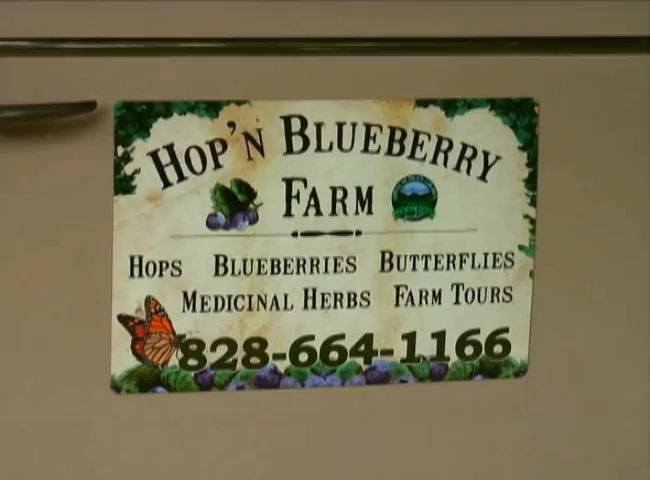 HOP'N BLUEBERRY
FARM
HOPS BLUEBERRIES BUTTERFLIES
MEDICINAL HERBS FARM TOURS
828-664-1166